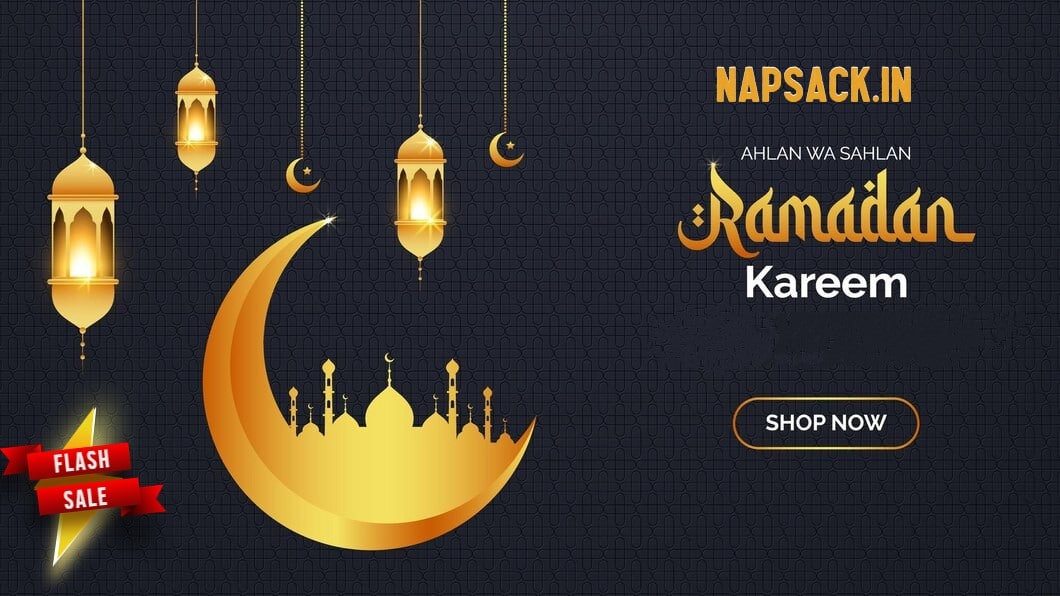 NAPSACK.IN
AHLAN WA SAHLAN
Ramadan
Kareem
SHOP NOW
FLASH
SALE